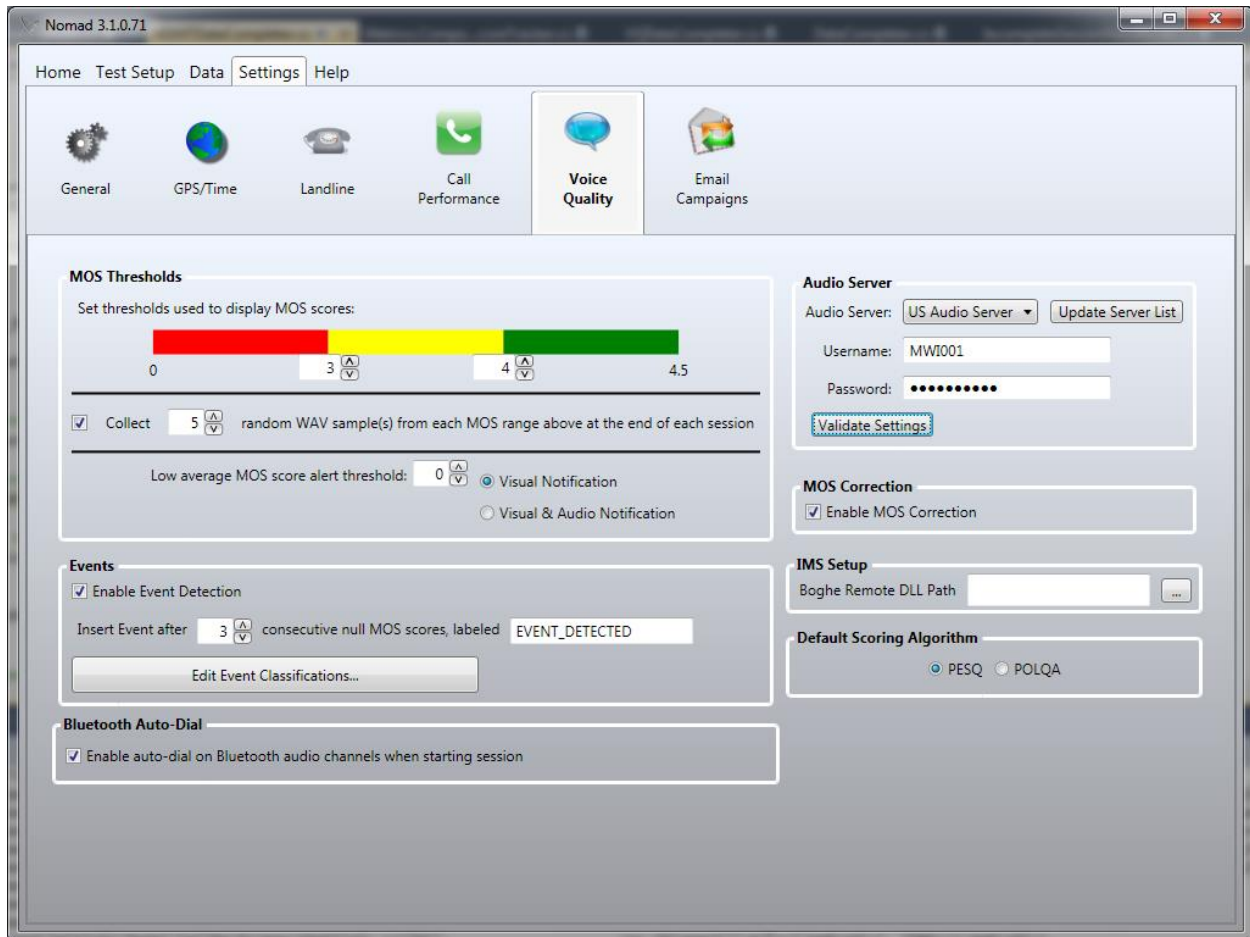 Nomad 3.1.0.71
Home Test Setup Data Settings Help
General
GPS/Time
Landline
Call Performance
Voice Quality
Email Campaigns
MOS Thresholds
Set thresholds used to display MOS scores:
0 3 4 4.5
Collect 5 random WAV sample(s) from each MOS range above at the end of each session
Low average MOS score alert threshold: 0 Visual Notification
Visual & Audio Notification
Events
Enable Event Detection
Insert Event after 3 consecutive null MOS scores, labeled EVENT_DETECTED
Edit Event Classifications...
Bluetooth Auto-Dial
Enable auto-dial on Bluetooth audio channels when starting session
Audio Server
Audio Server: US Audio Server Update Server List
Username: MWI001
Password: ••••••••••
Validate Settings
MOS Correction
Enable MOS Correction
IMS Setup
Boghe Remote DLL Path ...
Default Scoring Algorithm
PESQ POLQA